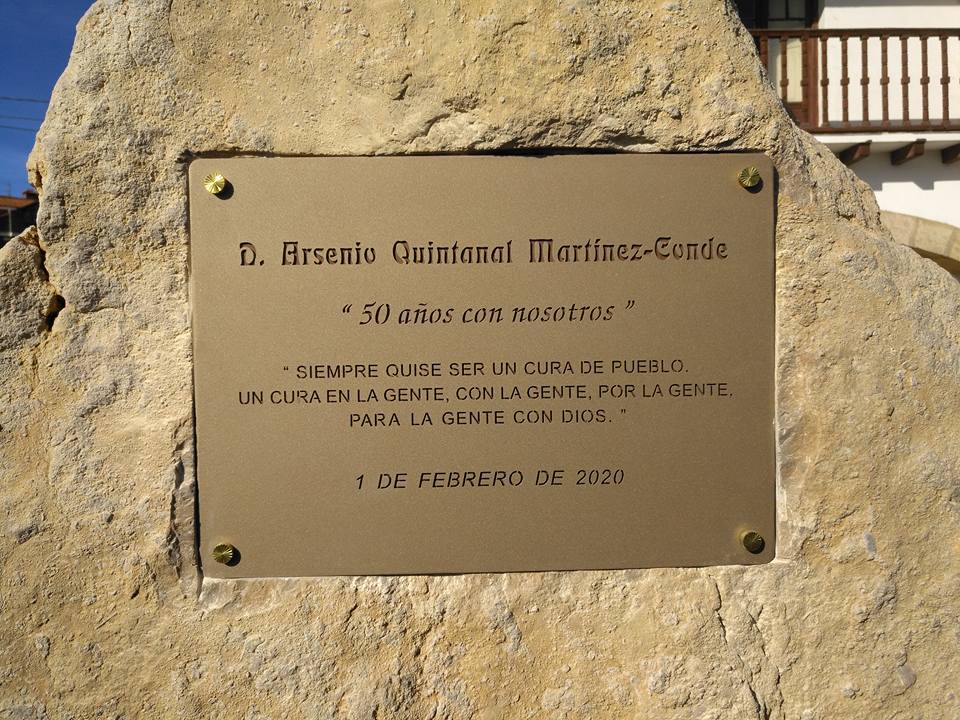 D. Arsenio Quintanal Martínez-Conde
“ 50 años con nosotros ”
“ SIEMPRE QUISE SER UN CURA DE PUEBLO.
UN CURA EN LA GENTE, CON LA GENTE, POR LA GENTE,
PARA LA GENTE CON DIOS. ”
1 DE FEBRERO DE 2020